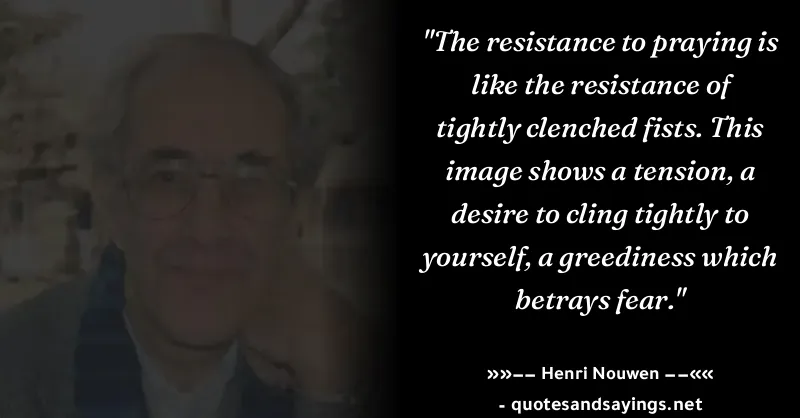 "The resistance to praying is
like the resistance of
tightly clenched fists. This
image shows a tension, a
desire to cling tightly to
yourself, a greediness which
betrays fear."
»»–– Henri Nouwen ––««
- quotesandsayings.net